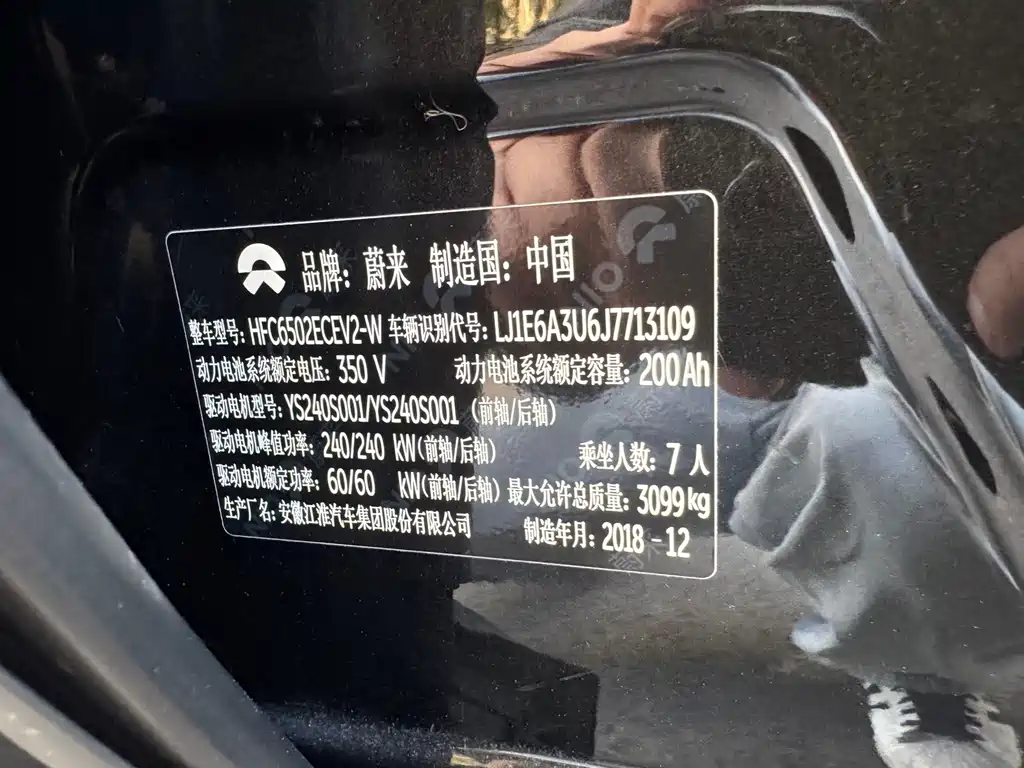 品牌：蔚来 制造国：中国
整车型号：HFC6502ECEV2-W 车辆识别代号：LJ1E6A3U6J7713109
动力电池系统额定电压：350 V 动力电池系统额定容量：200 Ah
驱动电机型号：YS240S001/YS240S001 (前轴/后轴)
驱动电机峰值功率：240/240 kW(前轴/后轴) 乘坐人数：7 人
驱动电机额定功率：60/60 KW(前轴/后轴) 最大允许总质量：3099kg
生产厂名：安徽江淮汽车集团股份有限公司 制造年月：2018 -12